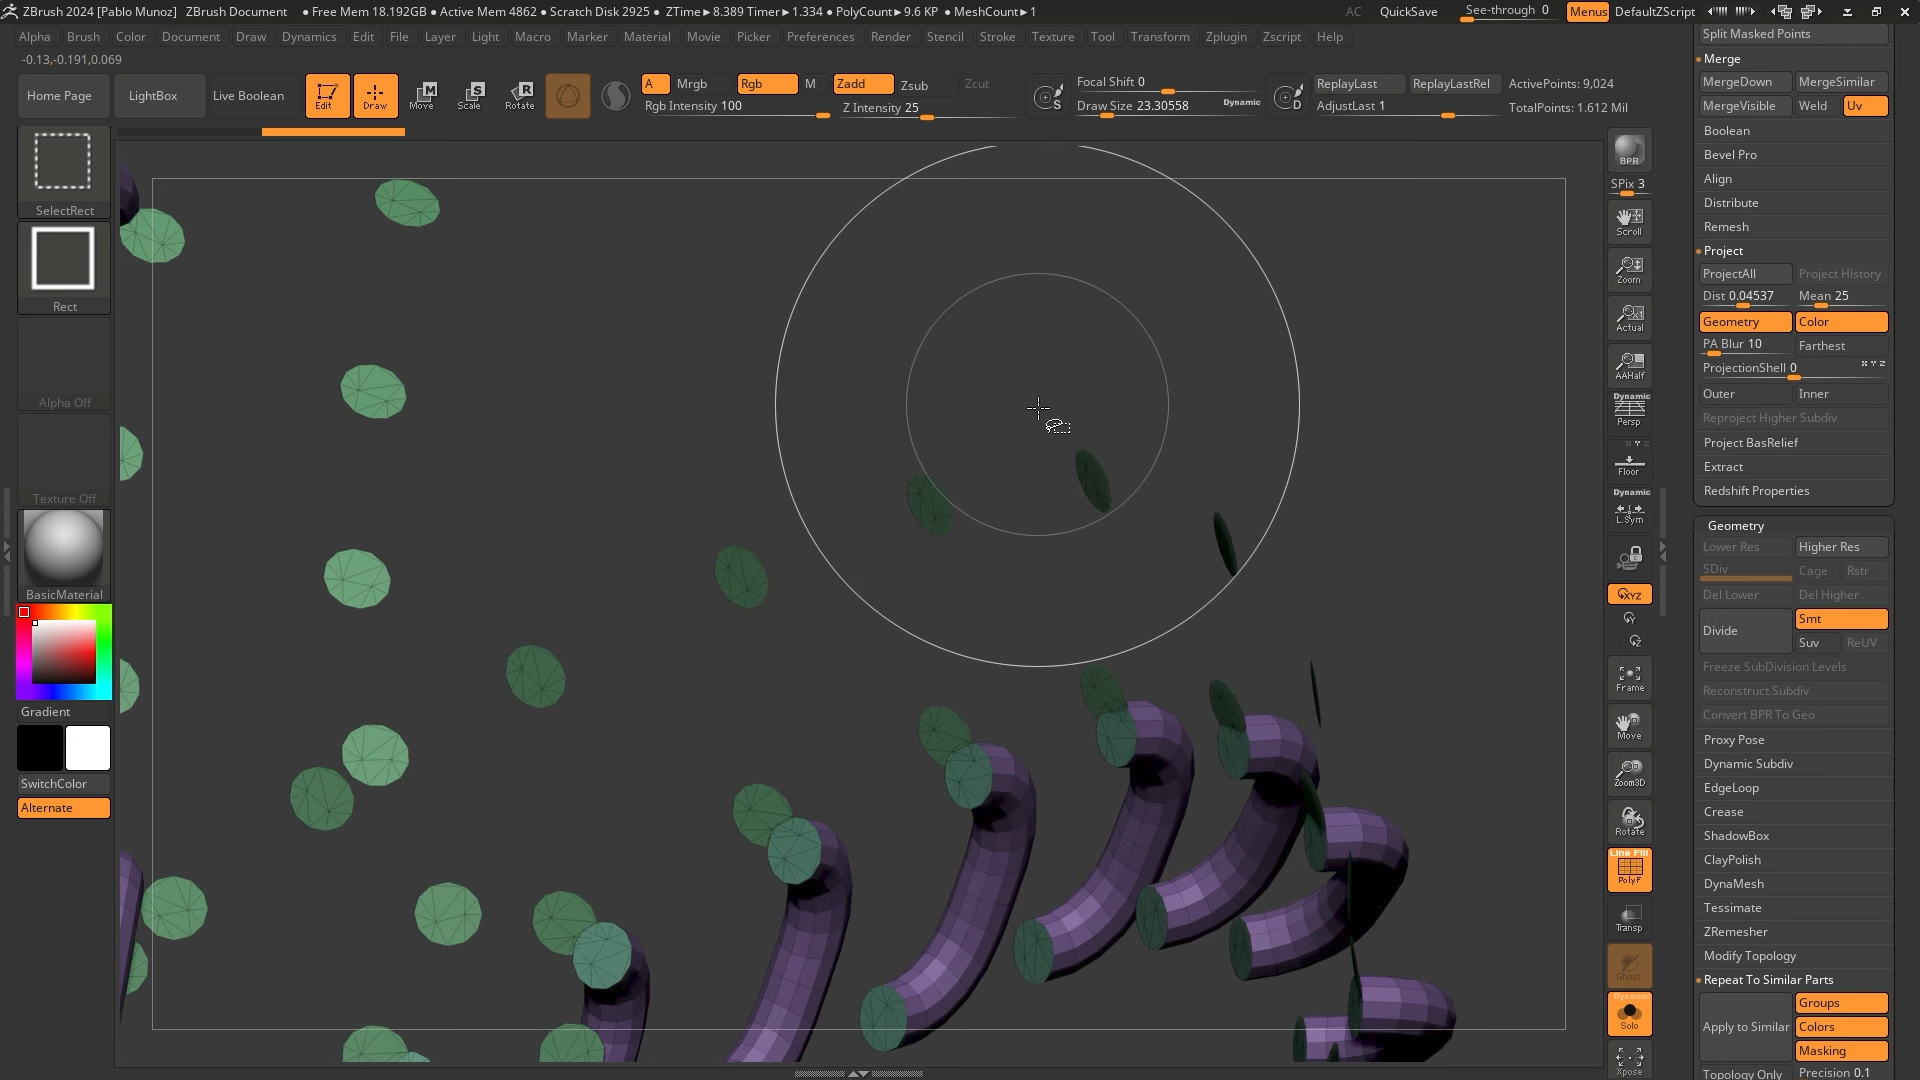 ZBrush 2024 [Pablo Munoz] ZBrush Document ● Free Mem 18.192GB ● Active Mem 4862 ● Scratch Disk 2925 ● ZTime►8.389 Timer►1.334 ● PolyCount►9.6 KP ● MeshCount►1 AC QuickSave See-through 0 Menus DefaultZScript
Alpha Brush Color Document Draw Dynamics Edit File Layer Light Macro Marker Material Movie Picker Preferences Render Stencil Stroke Texture Tool Transform Zplugin Zscript Help
-0.13,-0.191,0.069
Home Page LightBox Live Boolean Edit Draw Move Scale Rotate
M S R
A Mrgb Rgb M Zadd Zsub Zcut
Rgb Intensity 100 Z Intensity 25
S Focal Shift 0
Draw Size 23.30558 Dynamic
D ReplayLast ReplayLastRel ActivePoints: 9,024
AdjustLast 1 TotalPoints: 1.612 Mil
SelectRect
Rect
Alpha Off
Texture Off
BasicMaterial
Gradient
SwitchColor
Alternate
BPR
SPix 3
Scroll
Zoom
Actual
AAHalf
Dynamic
Persp
Floor
Dynamic
L.Sym
XYZ
Y
Z
Frame
Move
Zoom3D
Rotate
Line Fill
PolyF
Transp
Ghost
Dynamic
Solo
Xpose
Split Masked Points
Merge
MergeDown MergeSimilar
MergeVisible Weld Uv
Boolean
Bevel Pro
Align
Distribute
Remesh
Project
ProjectAll Project History
Dist 0.04537 Mean 25
Geometry Color
PA Blur 10 Farthest
ProjectionShell 0
Outer Inner
Reproject Higher Subdiv
Project BasRelief
Extract
Redshift Properties
Geometry
Lower Res Higher Res
SDiv Cage Rstr
Del Lower Del Higher
Divide Smt
Suv ReUV
Freeze SubDivision Levels
Reconstruct Subdiv
Convert BPR To Geo
Proxy Pose
Dynamic Subdiv
EdgeLoop
Crease
ShadowBox
ClayPolish
DynaMesh
Tessimate
ZRemesher
Modify Topology
Repeat To Similar Parts
Apply to Similar Groups
Colors
Masking
Topology Only Precision 0.1